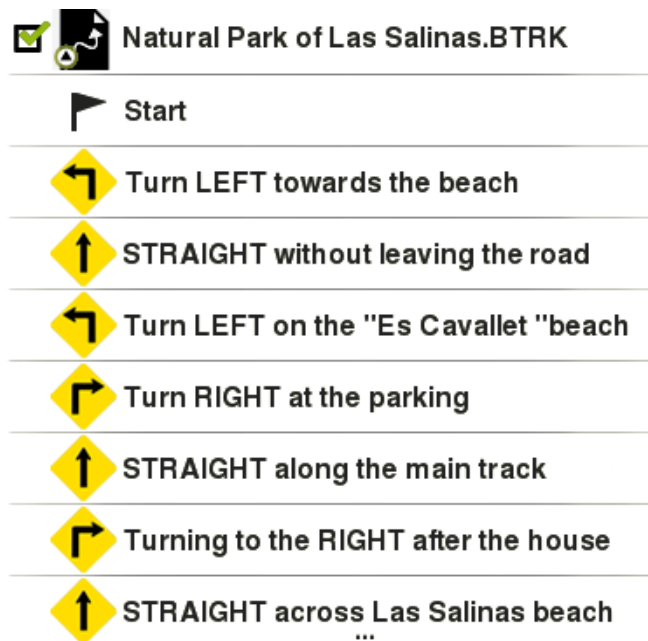 Natural Park of Las Salinas.BTRK
Start
Turn LEFT towards the beach
STRAIGHT without leaving the road
Turn LEFT on the "Es Cavallet "beach
Turn RIGHT at the parking
STRAIGHT along the main track
Turning to the RIGHT after the house
STRAIGHT across Las Salinas beach
...